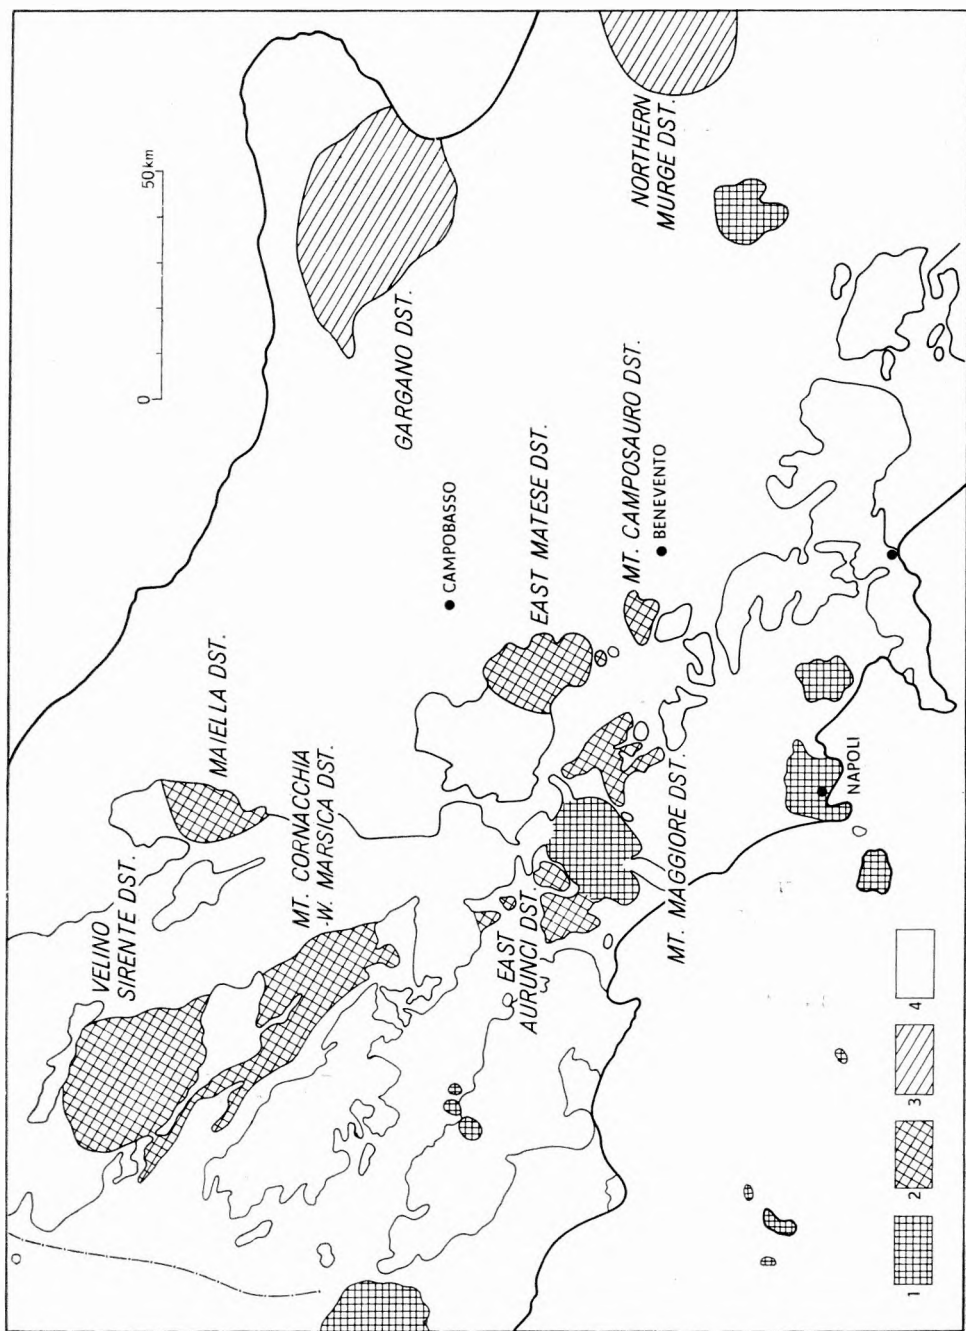 VELINO
SIRENTE DST.
MAIELLA DST.
MT. CORNACCHIA
-W. MARSICA DST.
GARGANO DST.
0
50 km
CAMPOBASSO
EAST MATESE DST.
MT. CAMPOSAURO DST.
BENEVENTO
NORTHERN
MURGE DST.
EAST
AURUNCI DST.
MT. MAGGIORE DST.
NAPOLI
1
2
3
4